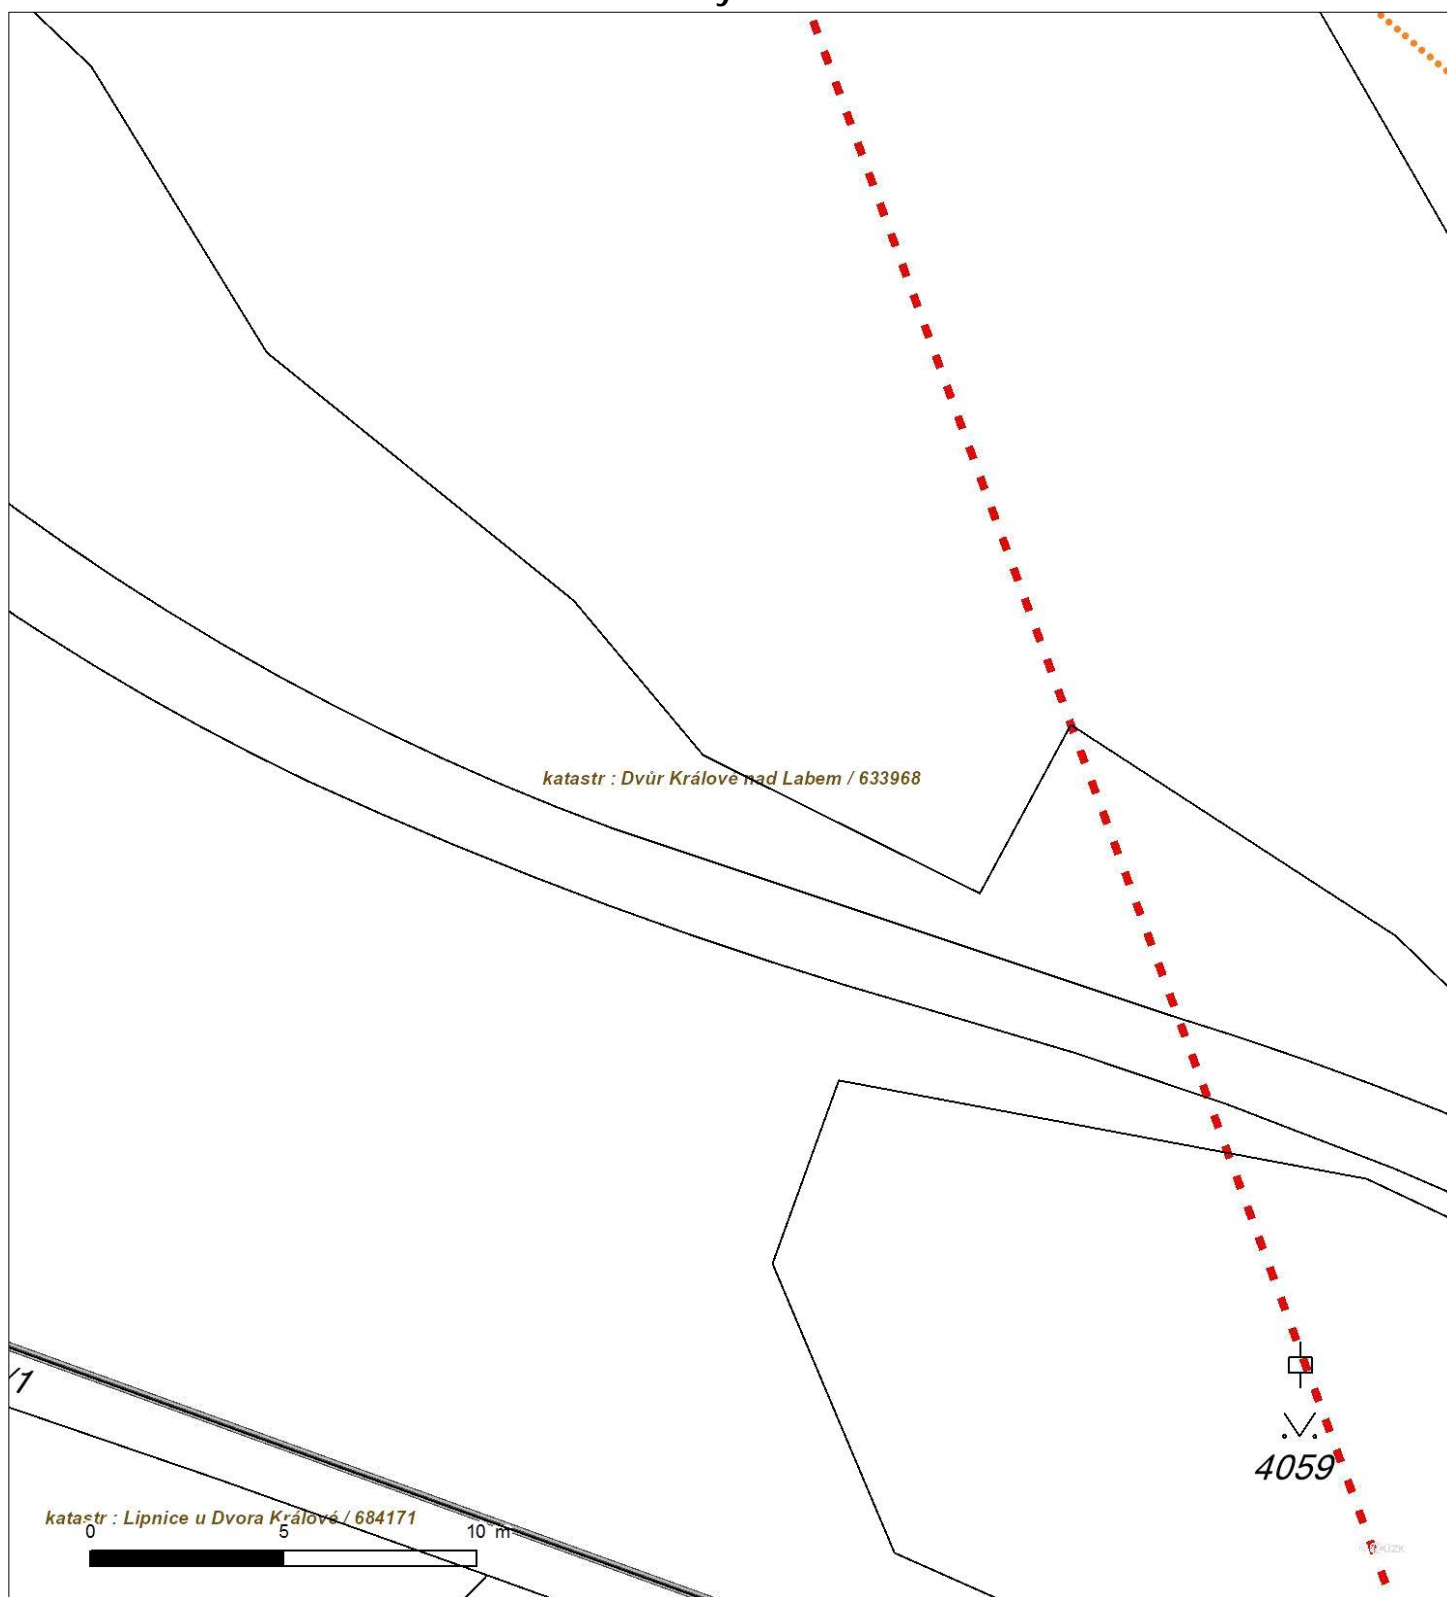 katastr : Dvůr Králové nad Labem / 633968
/1
4059
katastr : Lipnice u Dvora Králové / 684171
0 5 10 m